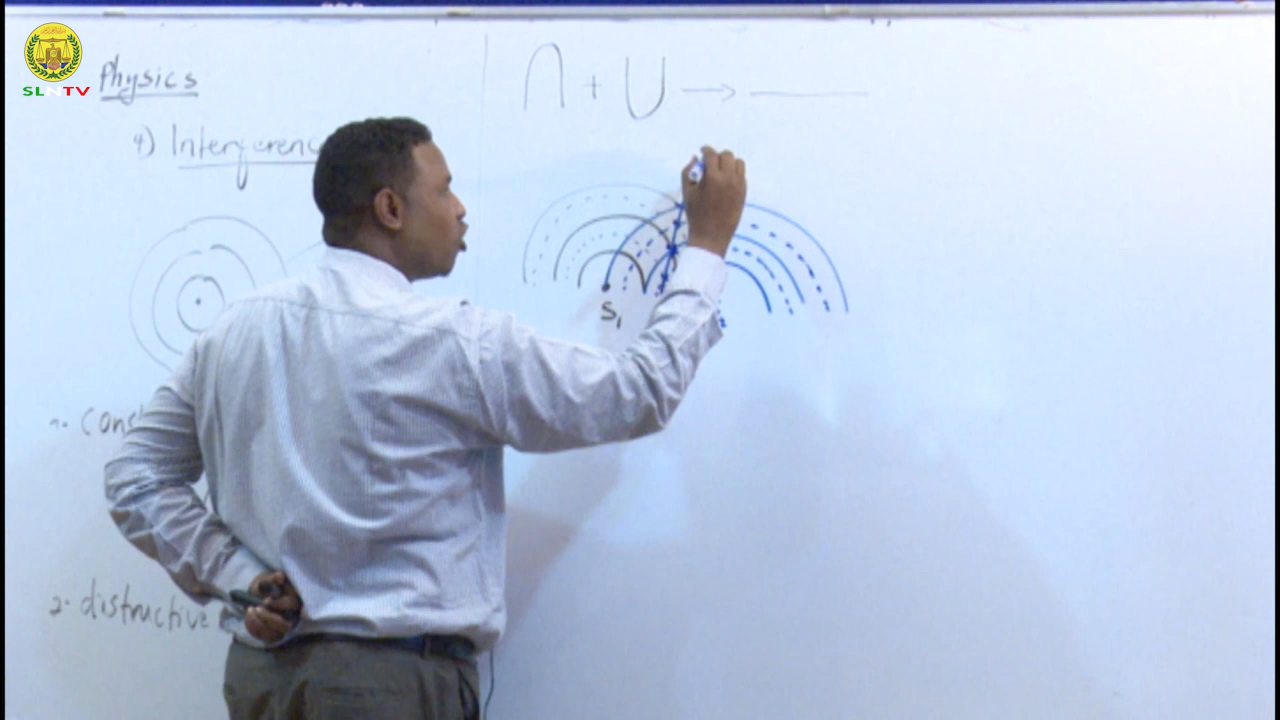 SLNTV
Physics
4) Interferenc
∩ + U → ———
S₁
1. cons
2. distructive